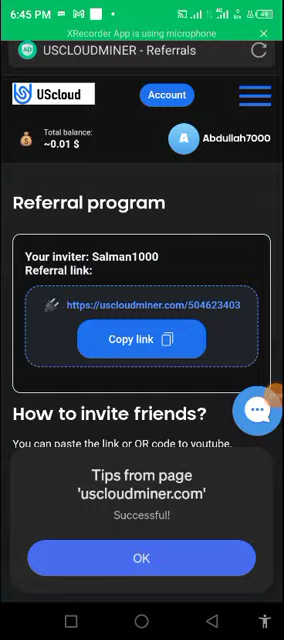 6:45 PM
XRecorder App is using microphone
USCLOUDMINER - Referrals
UScloud
Account
Total balance:
~0.01 $
A
Abdullah7000
Referral program
Your inviter: Salman1000
Referral link:
https://uscloudminer.com/504623403
Copy link
How to invite friends?
You can paste the link or QR code to youtube,
Tips from page
'uscloudminer.com'
Successful!
OK